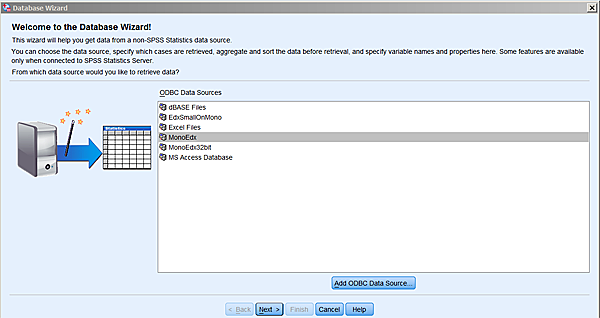 Database Wizard
Welcome to the Database Wizard!
This wizard will help you get data from a non-SPSS Statistics data source.
You can choose the data source, specify which cases are retrieved, aggregate and sort the data before retrieval, and specify variable names and properties here. Some features are available
only when connected to SPSS Statistics Server.
From which data source would you like to retrieve data?
ODBC Data Sources
dBASE Files
EdxSmallOnMono
Excel Files
MonoEdx
MonoEdx32bit
MS Access Database
Statistics
Add ODBC Data Source...
< Back Next > Finish Cancel Help